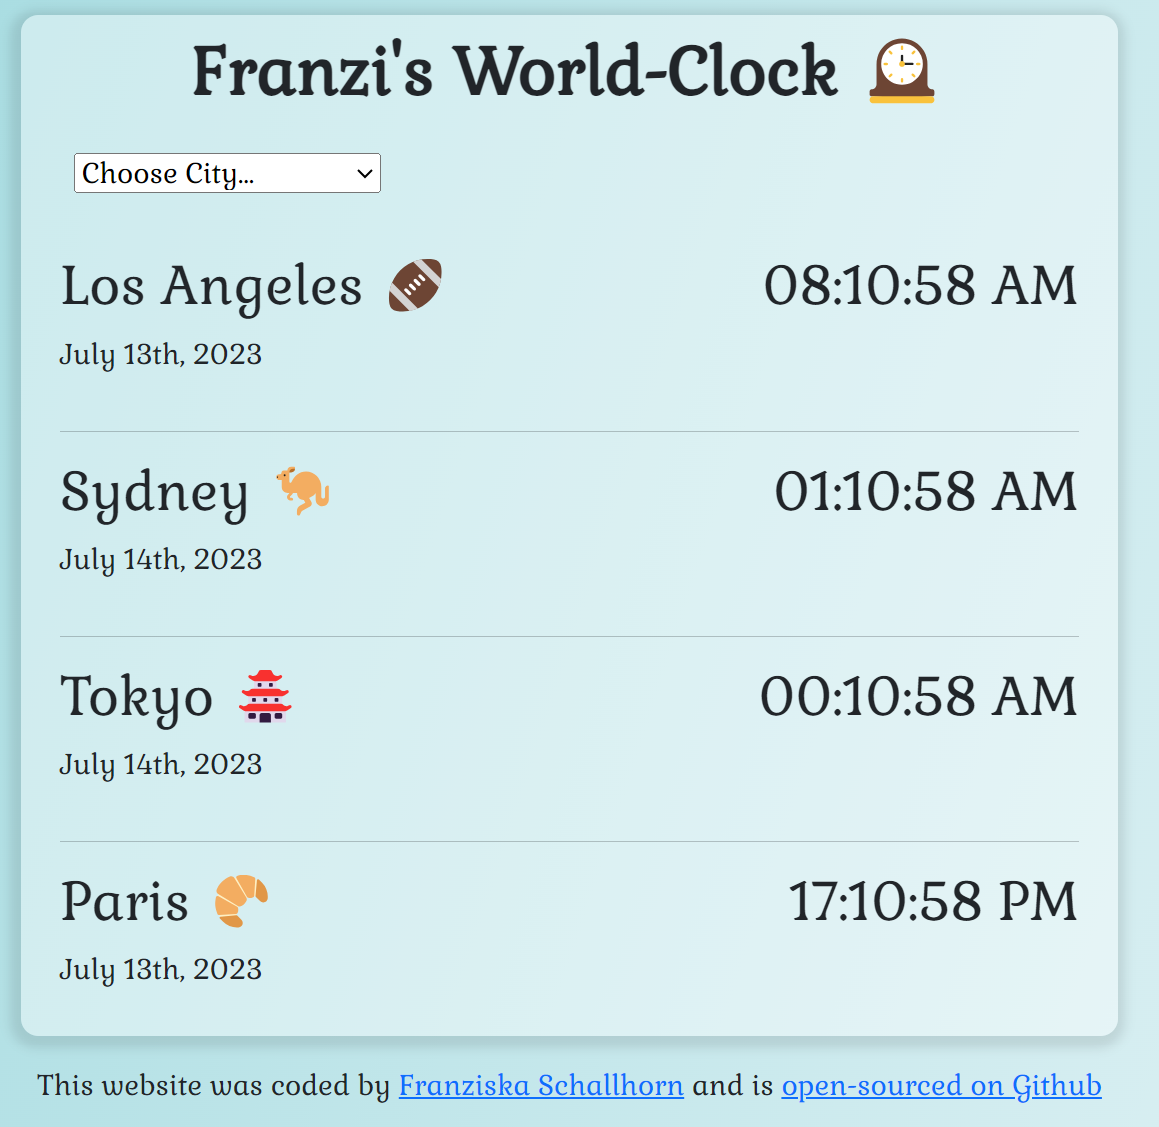 Franzi's World-Clock
Choose City...
Los Angeles
08:10:58 AM
July 13th, 2023
Sydney
01:10:58 AM
July 14th, 2023
Tokyo
00:10:58 AM
July 14th, 2023
Paris
17:10:58 PM
July 13th, 2023
This website was coded by Franziska Schallhorn and is open-sourced on Github